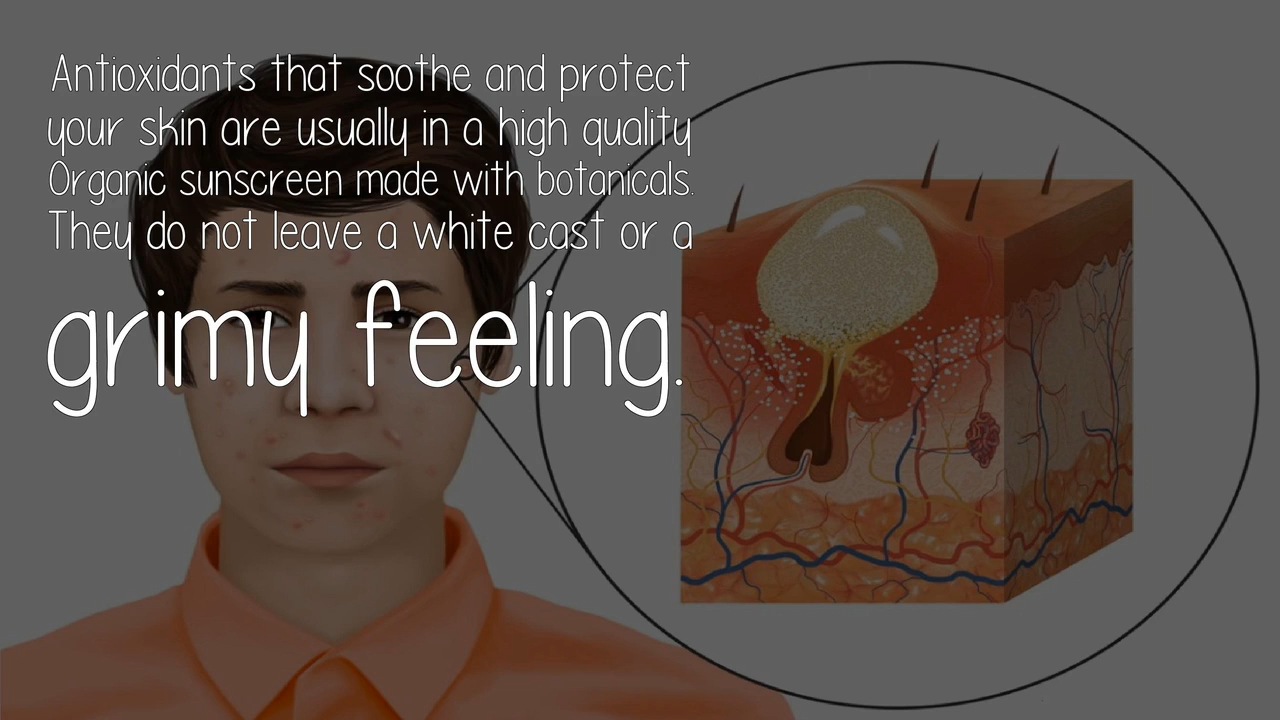 Antioxidants that soothe and protect
your skin are usually in a high quality
Organic sunscreen made with botanicals.
They do not leave a white cast or a
grimy feeling.